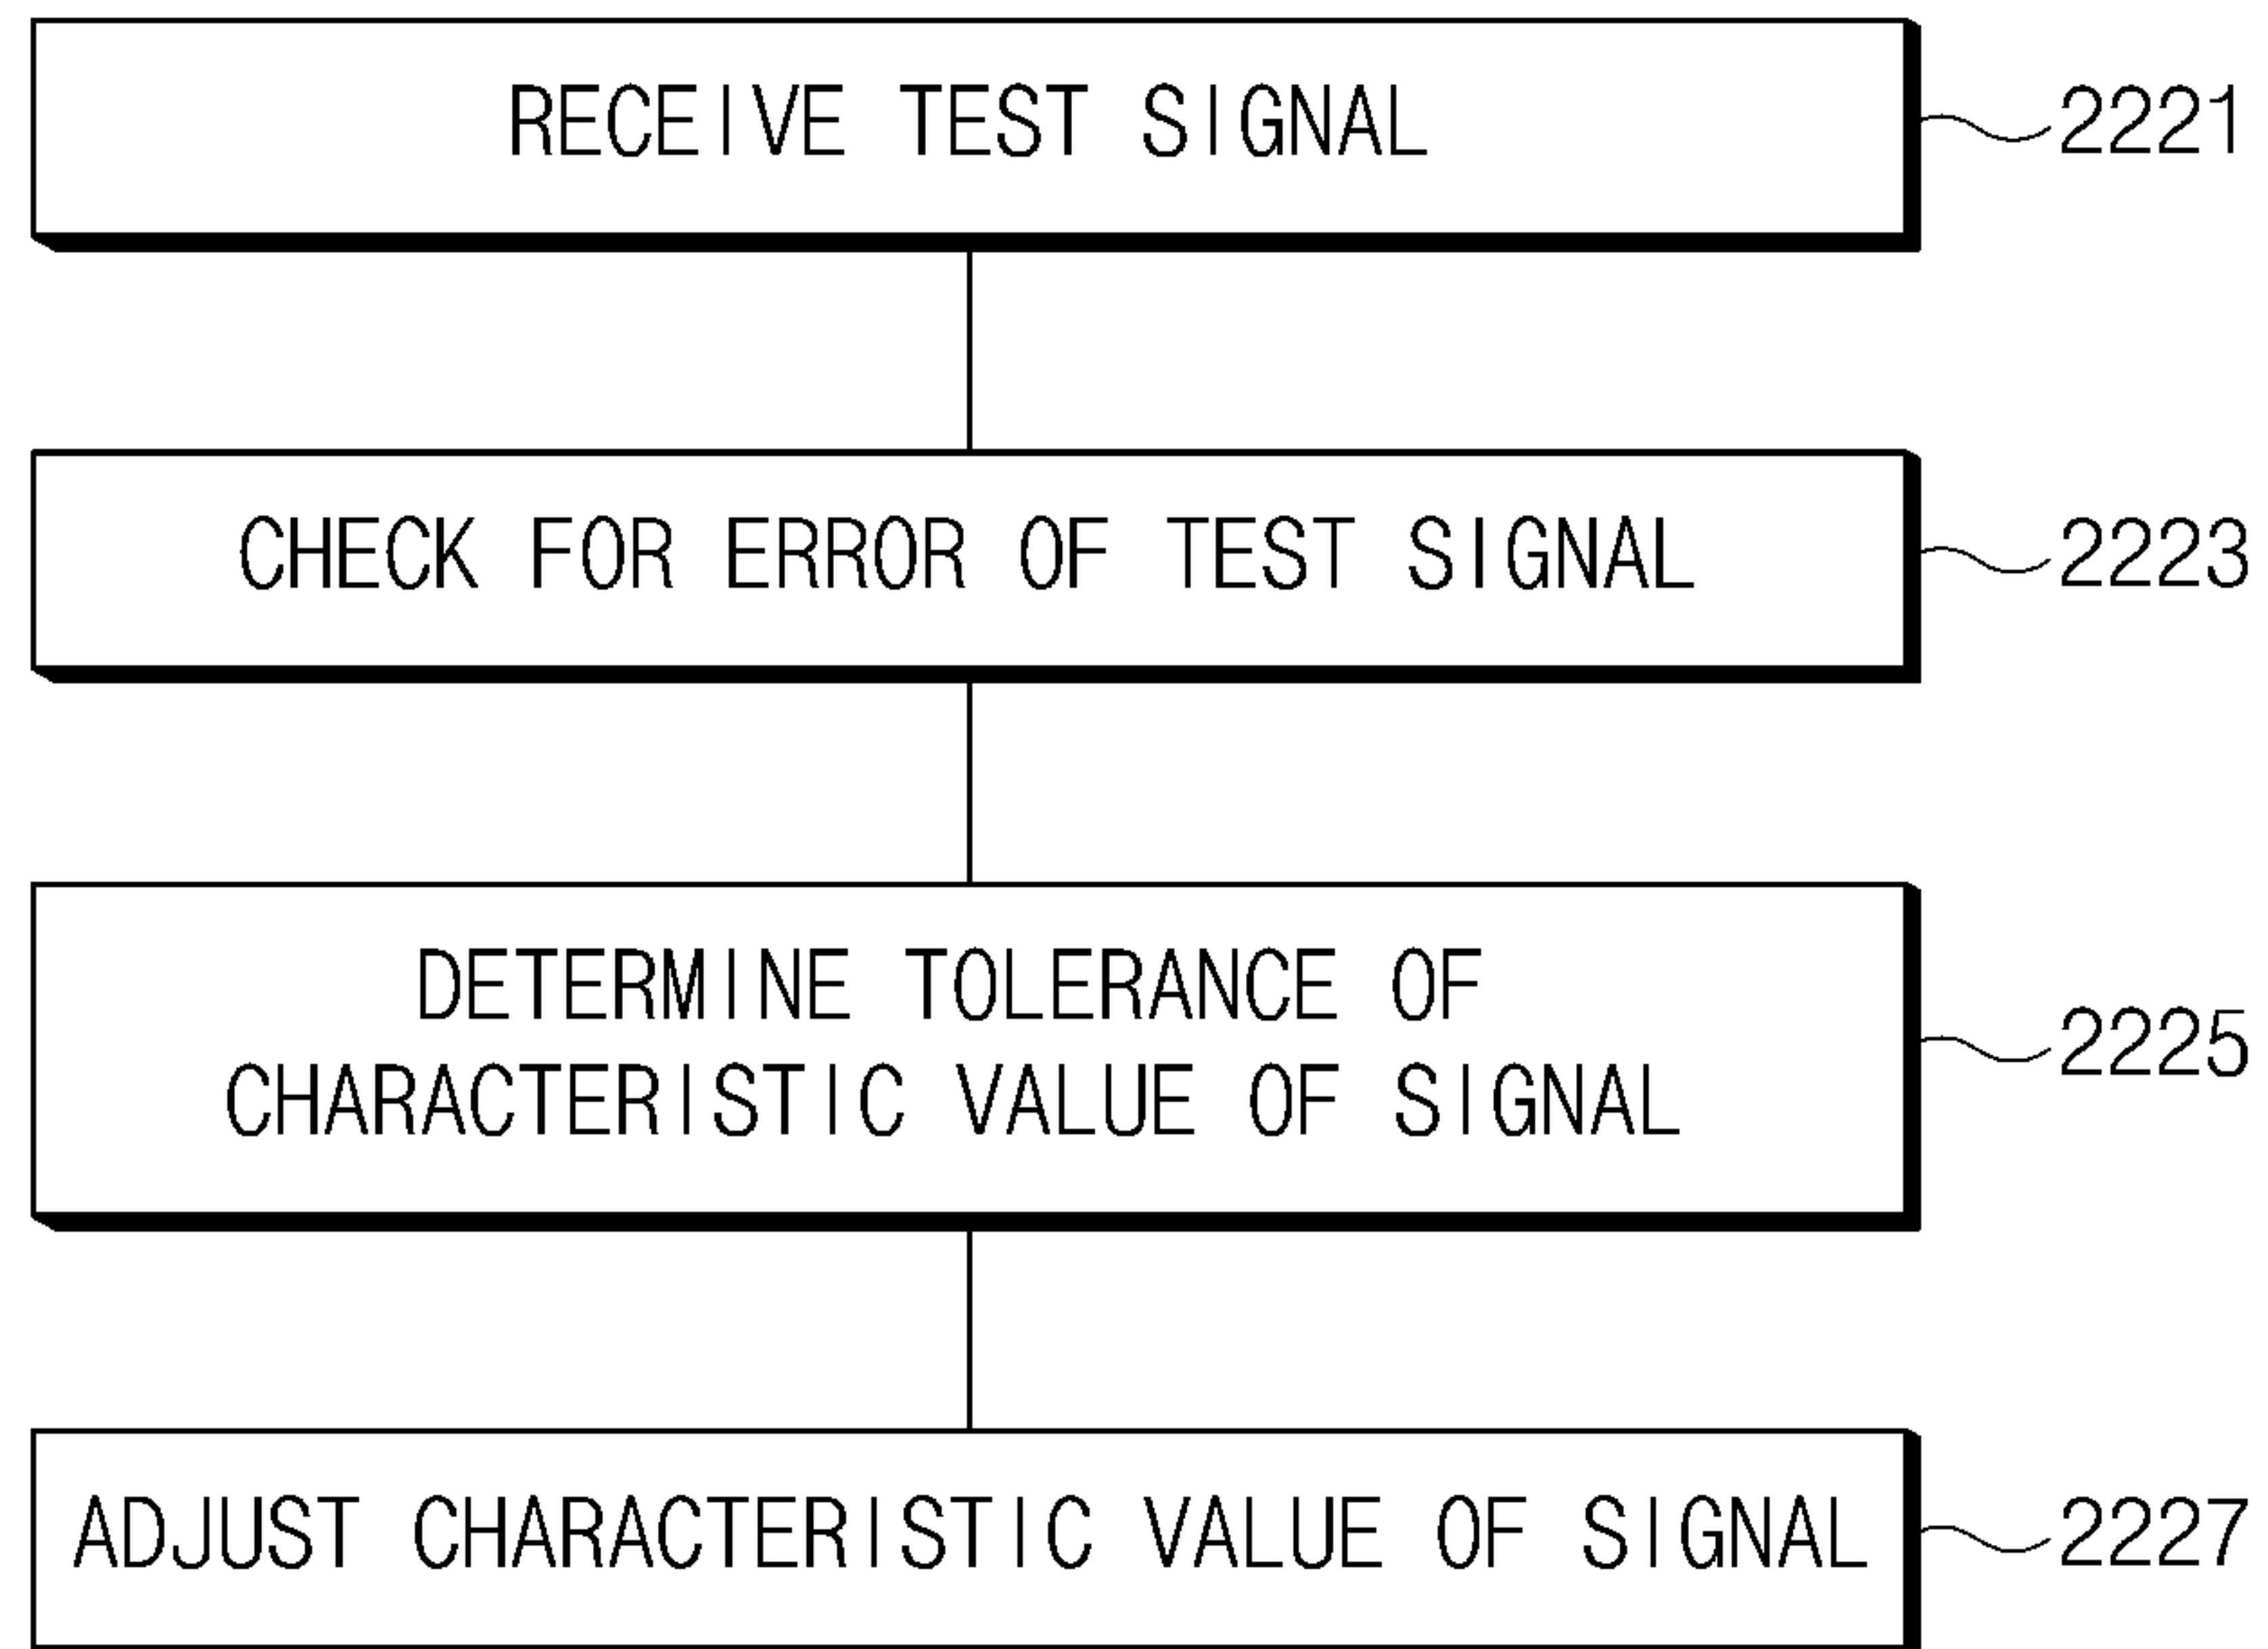 RECEIVE TEST SIGNAL 2221
CHECK FOR ERROR OF TEST SIGNAL 2223
DETERMINE TOLERANCE OF
CHARACTERISTIC VALUE OF SIGNAL
2225
ADJUST CHARACTERISTIC VALUE OF SIGNAL 2227